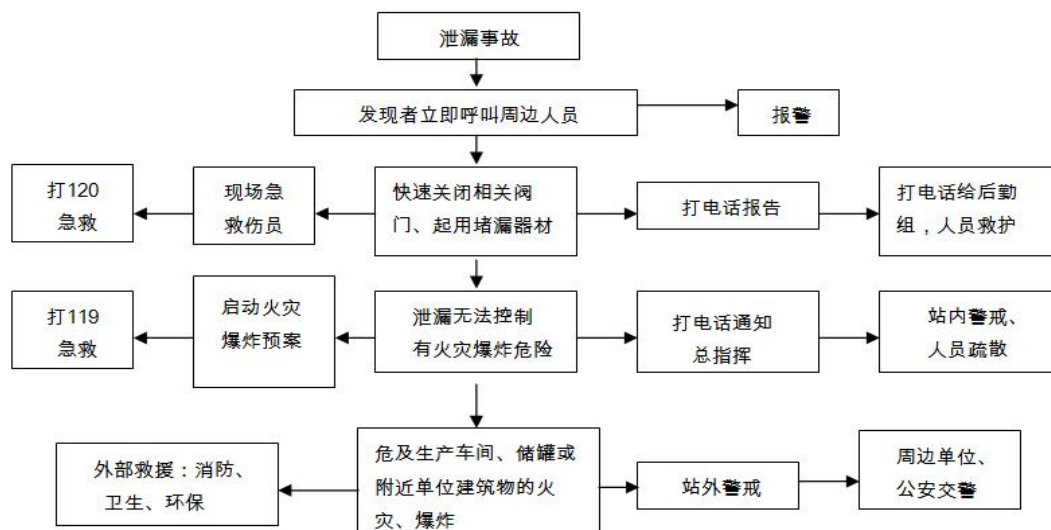 泄漏事故
发现者立即呼叫周边人员
报警
打120
急救
现场急
救伤员
快速关闭相关阀
门、起用堵漏器材
打电话报告
打电话给后勤
组，人员救护
打119
急救
启动火灾
爆炸预案
泄漏无法控制
有火灾爆炸危险
打电话通知
总指挥
站内警戒、
人员疏散
外部救援：消防、
卫生、环保
危及生产车间、储罐或
附近单位建筑物的火
灾、爆炸
站外警戒
周边单位、
公安交警